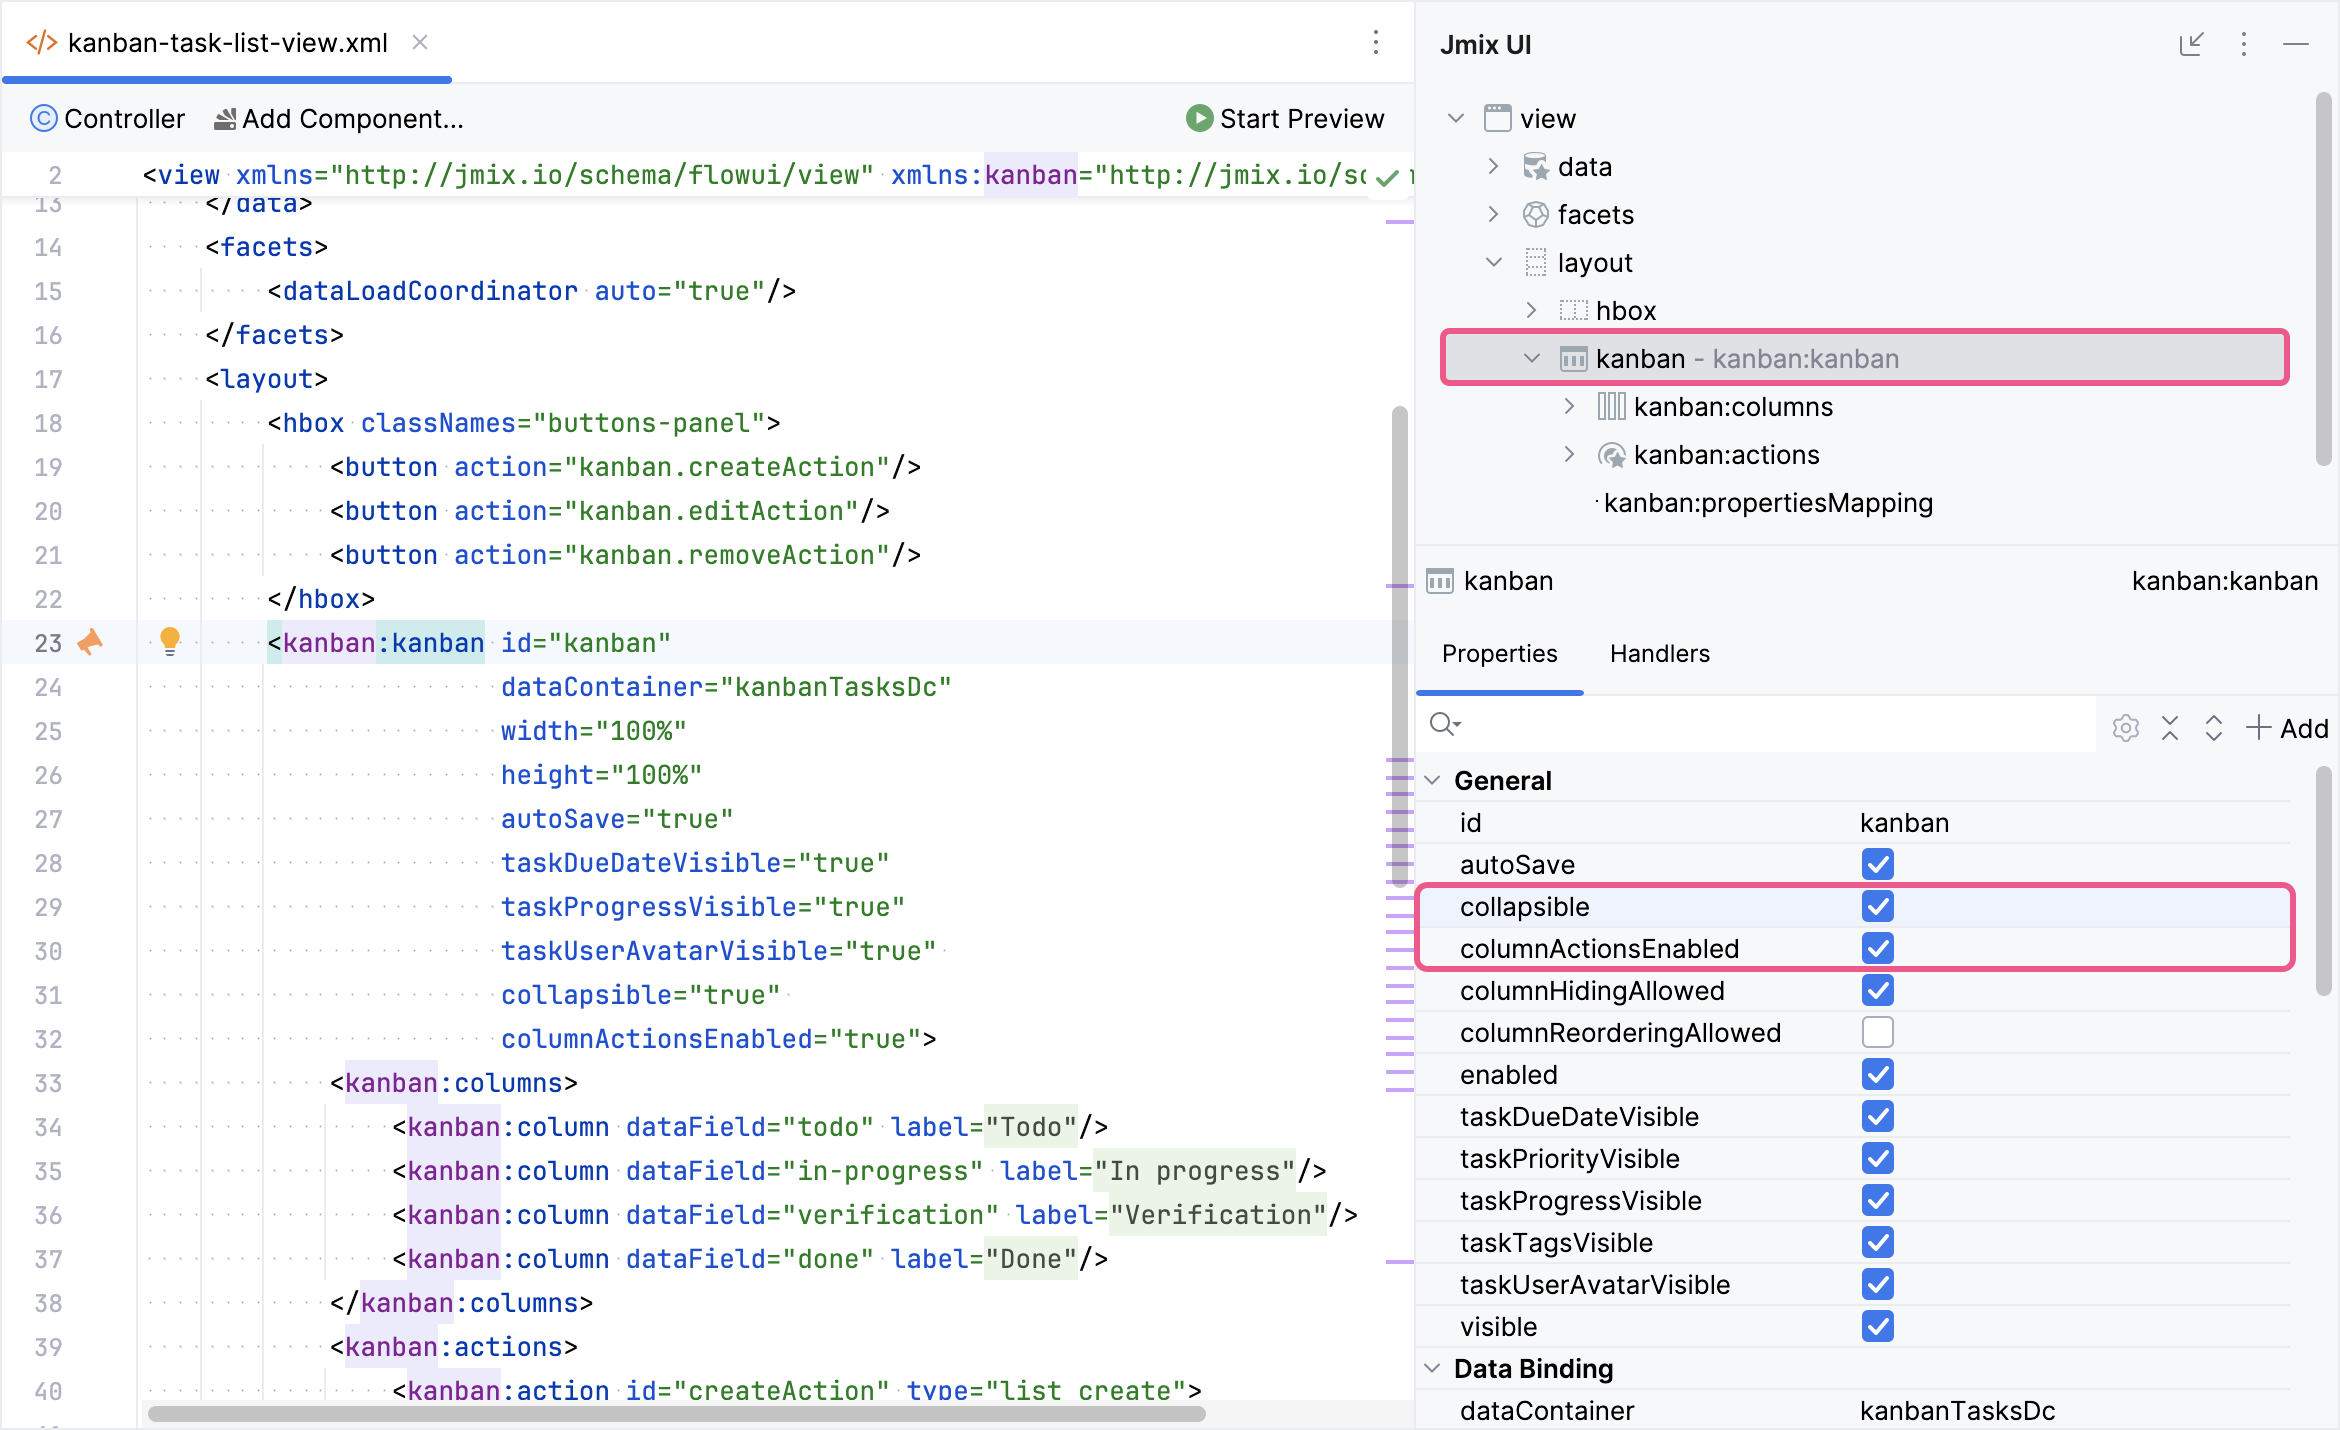 kanban-task-list-view.xml
Controller
Add Component...
Start Preview
2 <view xmlns="http://jmix.io/schema/flowui/view" xmlns:kanban="http://jmix.io/sc
13 </data>
14 <facets>
15 <dataLoadCoordinator auto="true"/>
16 </facets>
17 <layout>
18 <hbox classNames="buttons-panel">
19 <button action="kanban.createAction"/>
20 <button action="kanban.editAction"/>
21 <button action="kanban.removeAction"/>
22 </hbox>
23 <kanban:kanban id="kanban"
24 dataContainer="kanbanTasksDc"
25 width="100%"
26 height="100%"
27 autoSave="true"
28 taskDueDateVisible="true"
29 taskProgressVisible="true"
30 taskUserAvatarVisible="true"
31 collapsible="true"
32 columnActionsEnabled="true">
33 <kanban:columns>
34 <kanban:column dataField="todo" label="Todo"/>
35 <kanban:column dataField="in-progress" label="In progress"/>
36 <kanban:column dataField="verification" label="Verification"/>
37 <kanban:column dataField="done" label="Done"/>
38 </kanban:columns>
39 <kanban:actions>
40 <kanban:action id="createAction" type="list_create">
Jmix UI
view
data
facets
layout
hbox
kanban - kanban:kanban
kanban:columns
kanban:actions
kanban:propertiesMapping
kanban kanban:kanban
Properties Handlers
Add
General
id kanban
autoSave
collapsible
columnActionsEnabled
columnHidingAllowed
columnReorderingAllowed
enabled
taskDueDateVisible
taskPriorityVisible
taskProgressVisible
taskTagsVisible
taskUserAvatarVisible
visible
Data Binding
dataContainer kanbanTasksDc